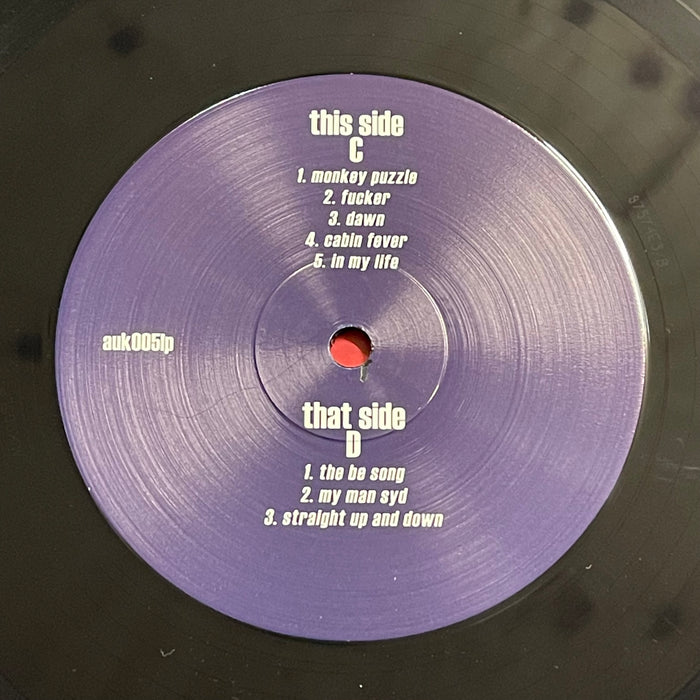 this side
C
1. monkey puzzle
2. fucker
3. dawn
4. cabin fever
5. in my life
auk005lp
that side
D
1. the be song
2. my man syd
3. straight up and down